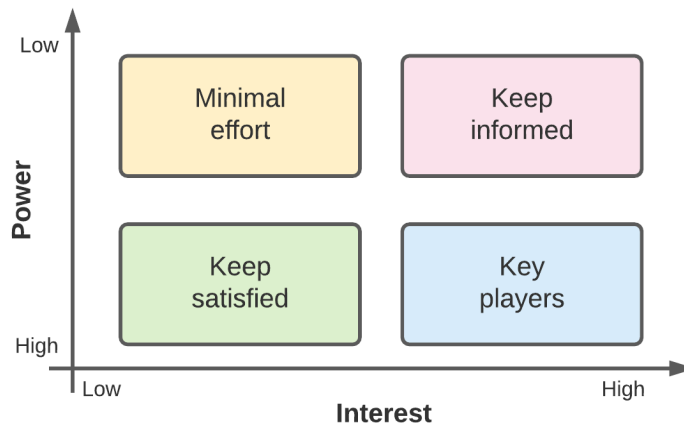 Low
Minimal
effort
Keep
informed
Power
Keep
satisfied
Key
players
High
Low
High
Interest